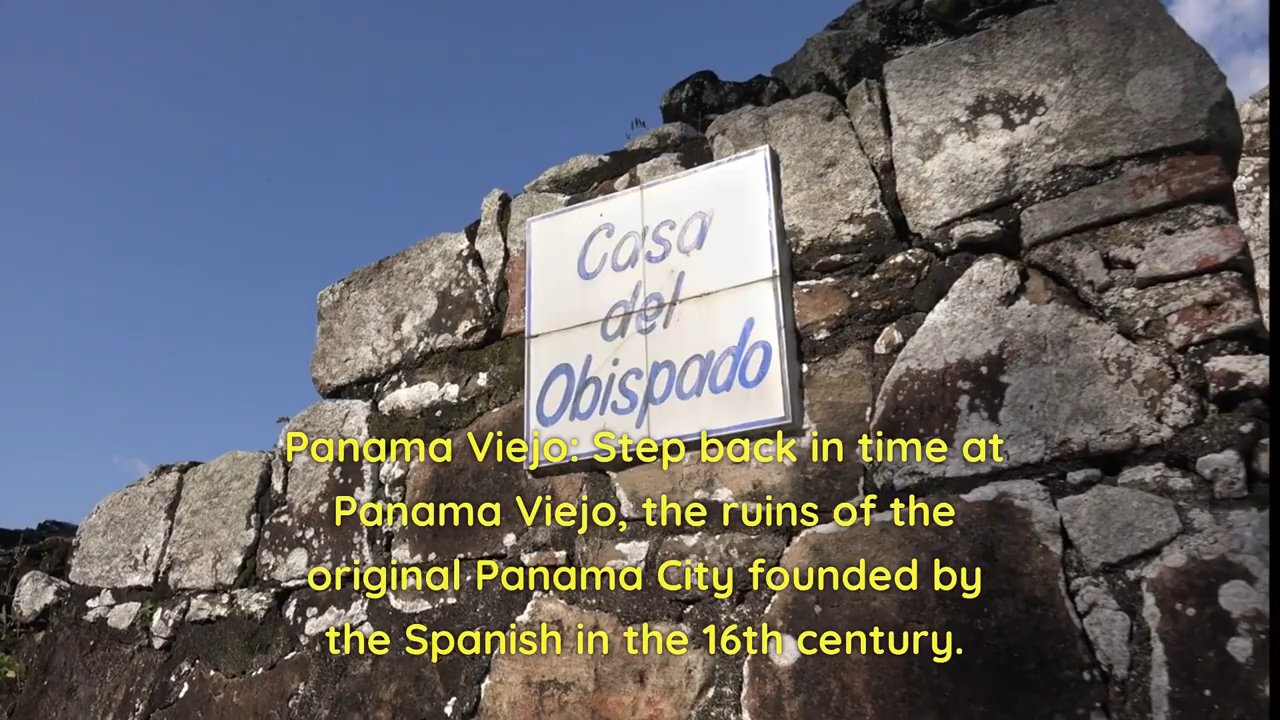 Casa
del
Obispado
Panama Viejo: Step back in time at
Panama Viejo, the ruins of the
original Panama City founded by
the Spanish in the 16th century.